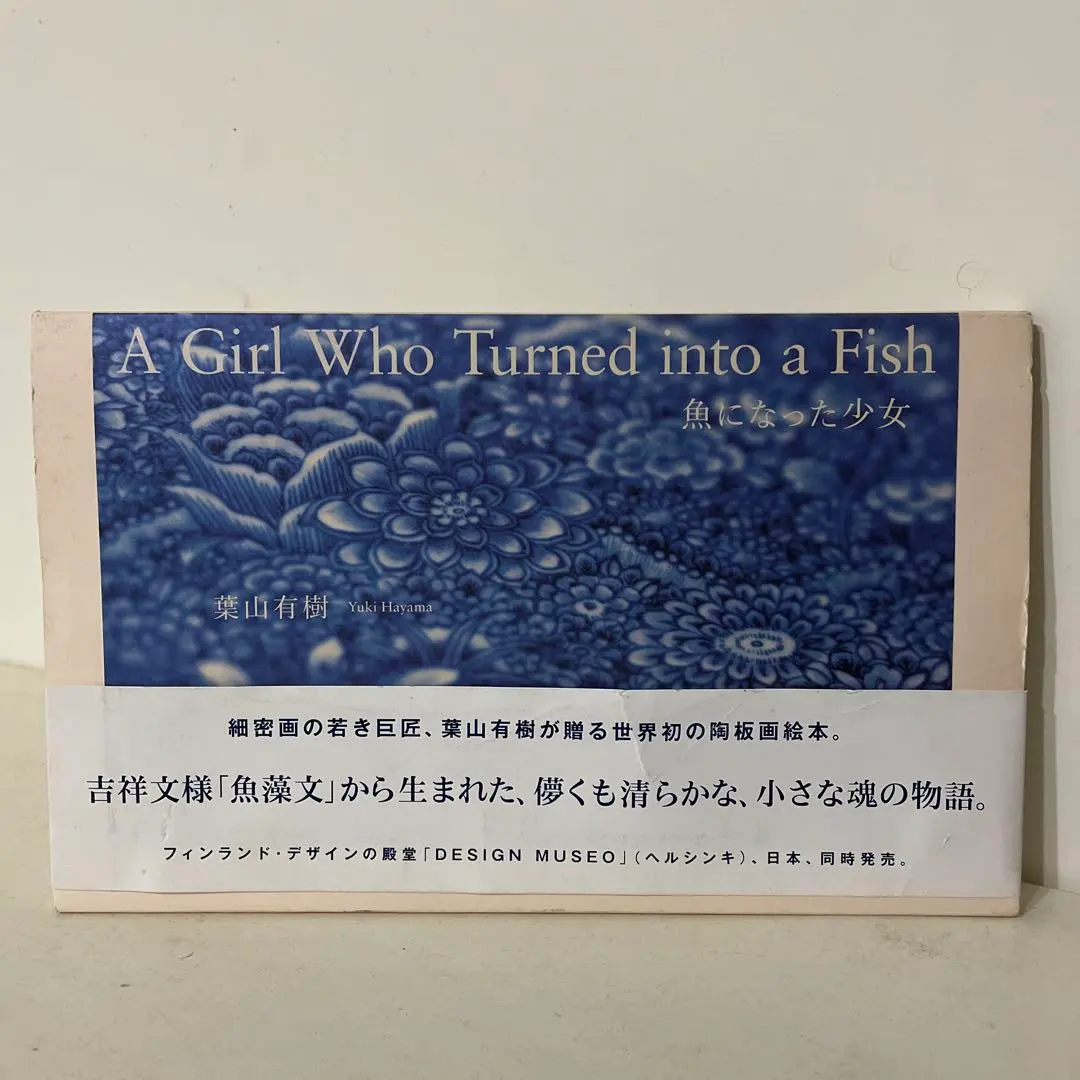 A Girl Who Turned into a Fish
魚になった少女
葉山有樹 Yuki Hayama
細密画の若き巨匠、葉山有樹が贈る世界初の陶板画絵本。
吉祥文様「魚藻文」から生まれた、儚くも清らかな、小さな魂の物語。
フィンランド・デザインの殿堂「DESIGN MUSEO」(ヘルシンキ)、日本、同時発売。